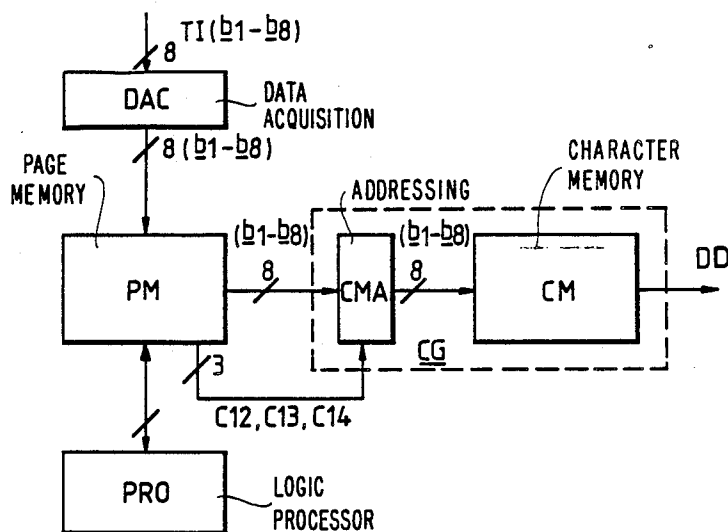 8 TI(b1-b8)
DAC
DATA
ACQUISITION
8 (b1-b8)
PAGE
MEMORY
ADDRESSING
CHARACTER
MEMORY
(b1-b8)
(b1-b8)
PM
8
CMA
8
CM
DD
3
CG
C12, C13, C14
PRO
LOGIC
PROCESSOR